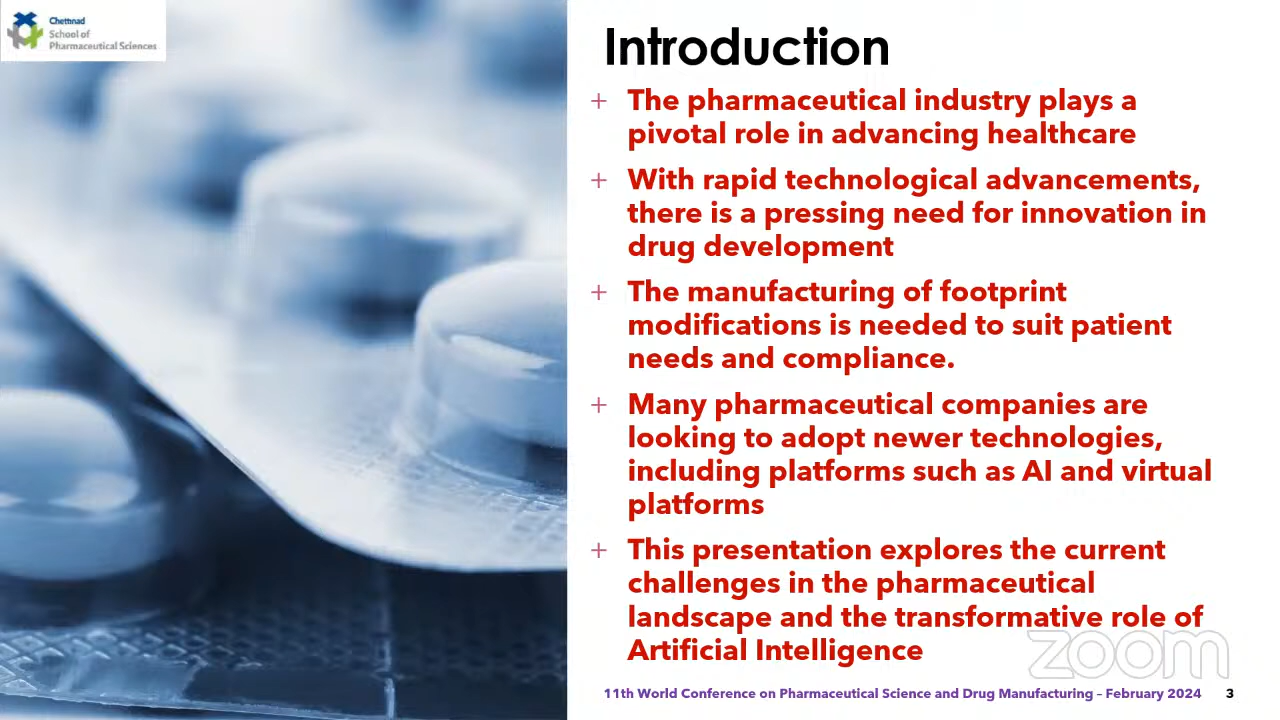 Chettinad
School of
Pharmaceutical Sciences
Introduction
+ The pharmaceutical industry plays a
pivotal role in advancing healthcare
+ With rapid technological advancements,
there is a pressing need for innovation in
drug development
+ The manufacturing of footprint
modifications is needed to suit patient
needs and compliance.
+ Many pharmaceutical companies are
looking to adopt newer technologies,
including platforms such as AI and virtual
platforms
+ This presentation explores the current
challenges in the pharmaceutical
landscape and the transformative role of
Artificial Intelligence
zoom
11th World Conference on Pharmaceutical Science and Drug Manufacturing – February 2024 3